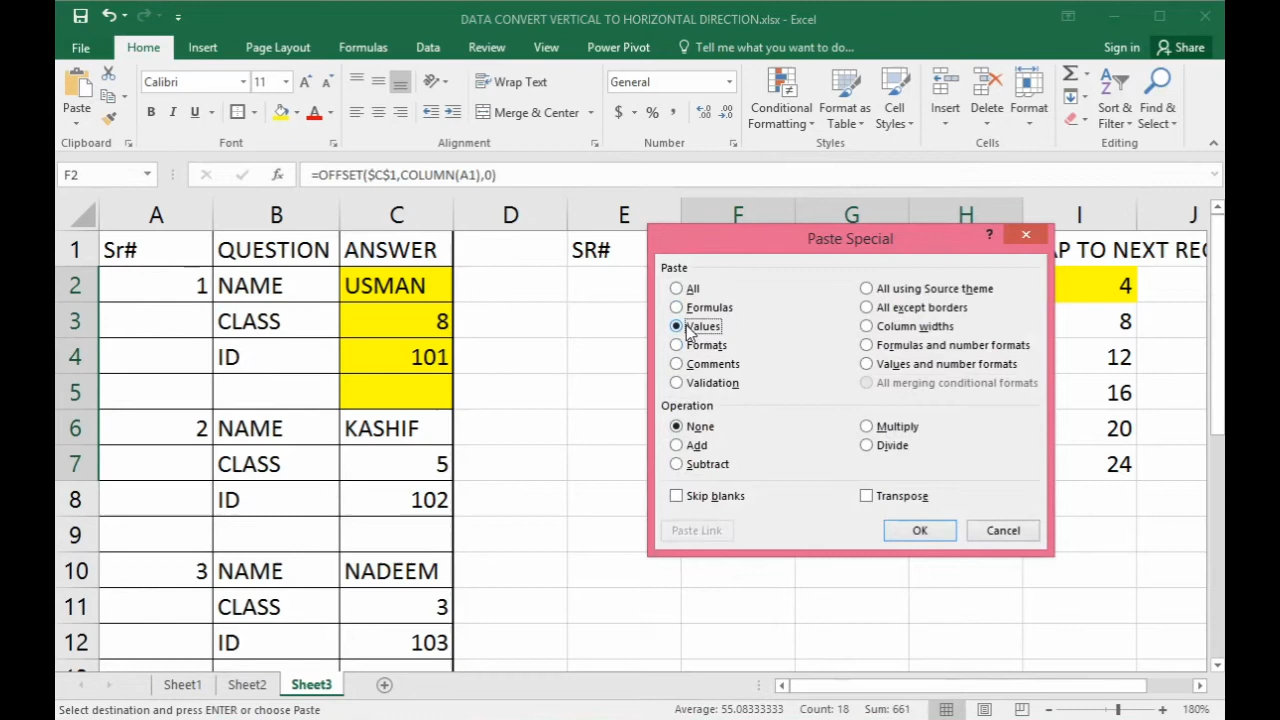 DATA CONVERT VERTICAL TO HORIZONTAL DIRECTION.xlsx - Excel
File Home Insert Page Layout Formulas Data Review View Power Pivot Tell me what you want to do... Sign in Share
Paste
Calibri 11
B I U
Wrap Text
Merge & Center
General
$ % ,
Conditional Formatting
Format as Table
Cell Styles
Insert
Delete
Format
Sort & Filter
Find & Select
Clipboard Font Alignment Number Styles Cells Editing
F2 fx =OFFSET($C$1,COLUMN(A1),0)
A B C D E F G H I J
1 Sr# QUESTION ANSWER SR# AP TO NEXT REC
2 1 NAME USMAN 4
3 CLASS 8 8
4 ID 101 12
5 16
6 2 NAME KASHIF 20
7 CLASS 5 24
8 ID 102
9
10 3 NAME NADEEM
11 CLASS 3
12 ID 103
Paste Special ?
Paste
All All using Source theme
Formulas All except borders
Values Column widths
Formats Formulas and number formats
Comments Values and number formats
Validation All merging conditional formats
Operation
None Multiply
Add Divide
Subtract
Skip blanks Transpose
Paste Link OK Cancel
Sheet1 Sheet2 Sheet3
Select destination and press ENTER or choose Paste Average: 55.08333333 Count: 18 Sum: 661 180%